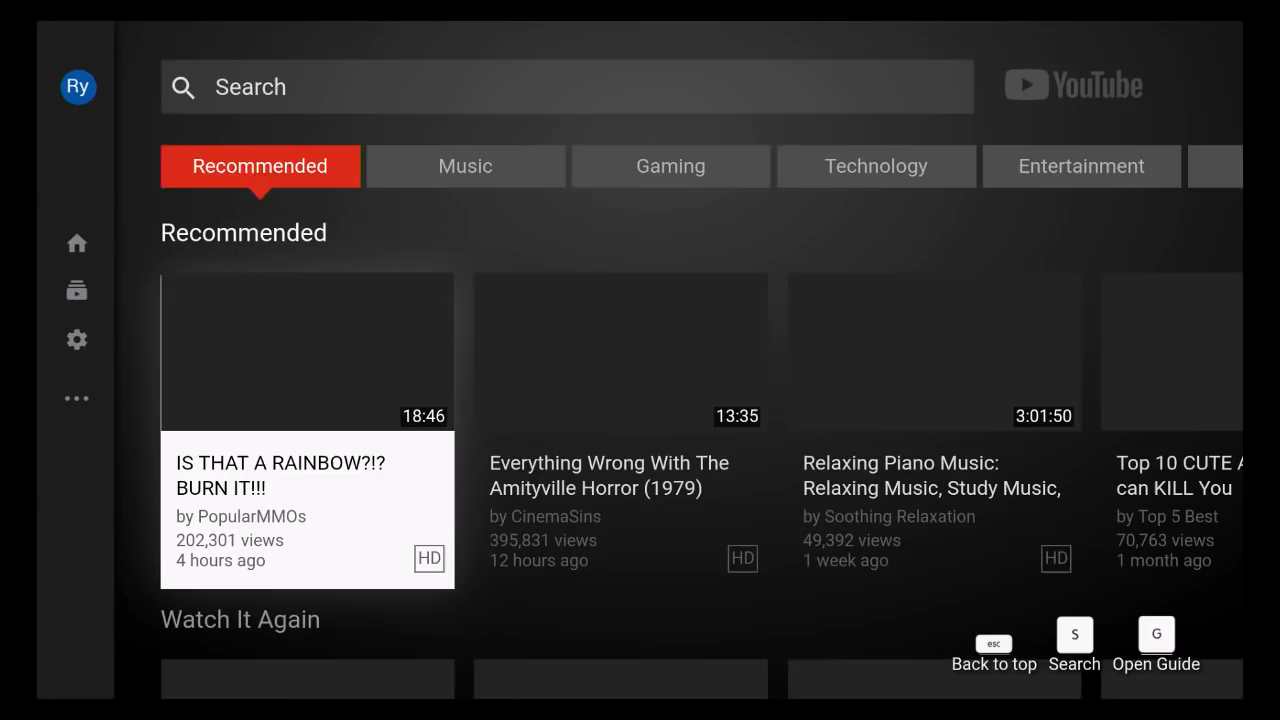 Ry
Search
YouTube
Recommended
Music
Gaming
Technology
Entertainment
Recommended
18:46
IS THAT A RAINBOW?!?
BURN IT!!!
by PopularMMOs
202,301 views
4 hours ago
HD
13:35
Everything Wrong With The
Amityville Horror (1979)
by CinemaSins
395,831 views
12 hours ago
HD
3:01:50
Relaxing Piano Music:
Relaxing Music, Study Music,
by Soothing Relaxation
49,392 views
1 week ago
HD
Top 10 CUTE
can KILL You
by Top 5 Best
70,763 views
1 month ago
Watch It Again
esc
Back to top
S
Search
G
Open Guide